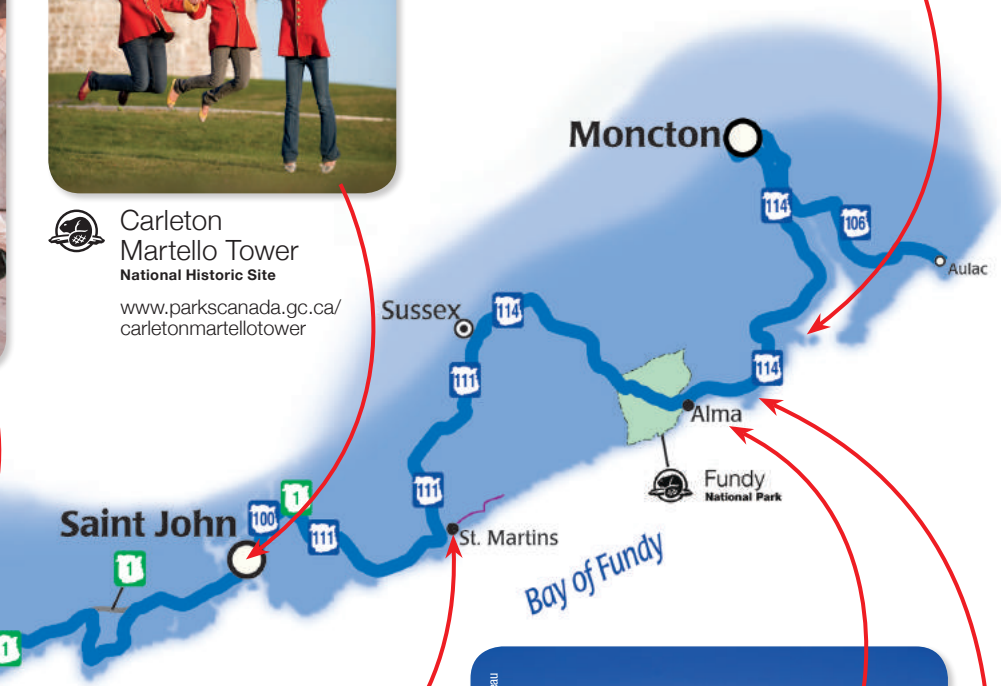 Carleton
Martello Tower
National Historic Site
www.parkscanada.gc.ca/
carletonmartellotower
Moncton
114
106
Aulac
Sussex
114
111
114
Alma
Fundy
National Park
111
Saint John
100
1
111
St. Martins
Bay of Fundy
1
1